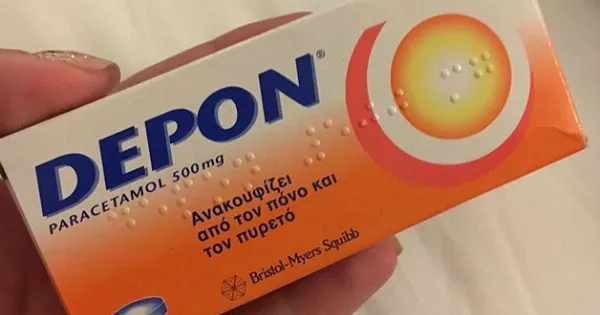 DEPON®
PARACETAMOL 500mg
Ανακουφίζει
από τον πόνο και
τον πυρετό
Bristol-Myers Squibb